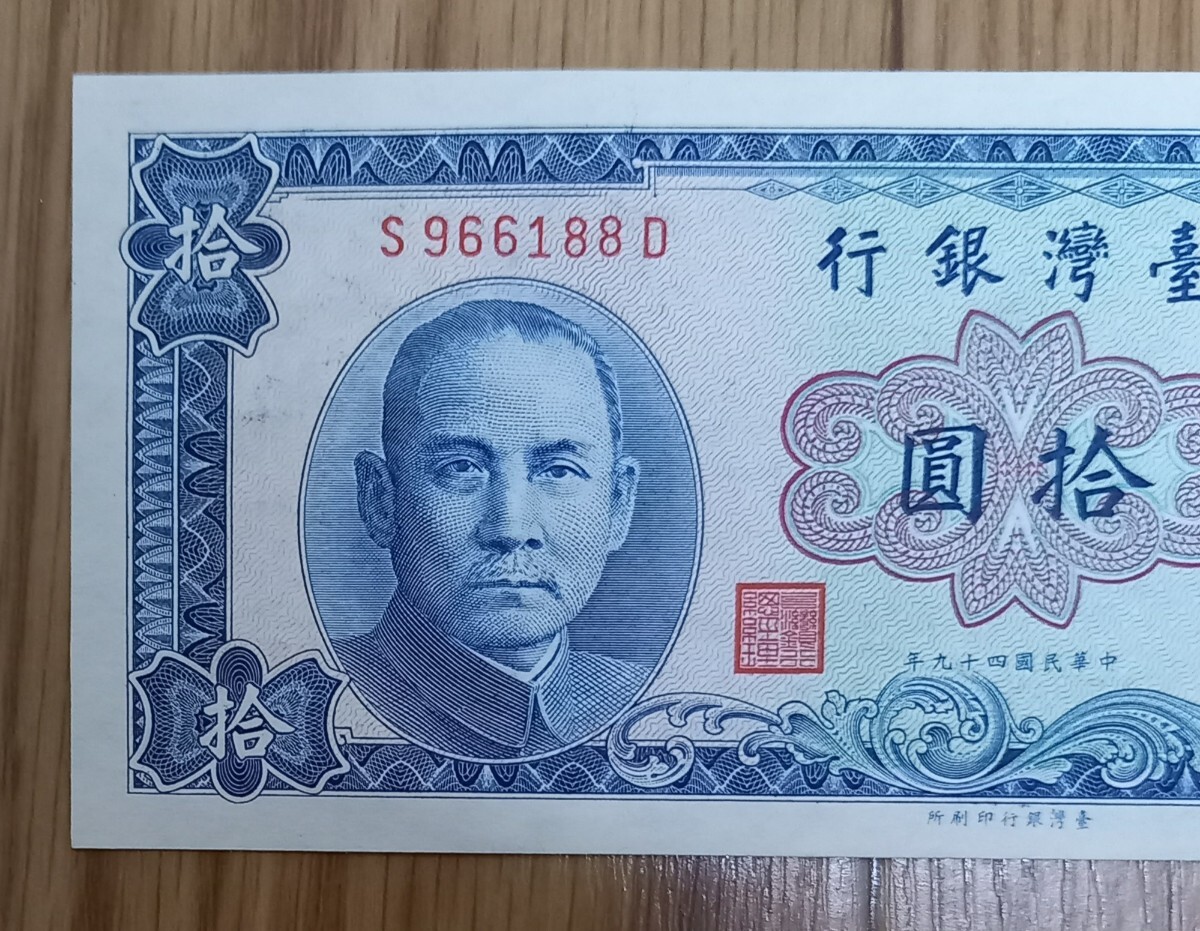 拾
S966188D
臺灣銀行
拾圓
中華民國四十九年
拾
臺灣銀行印刷所